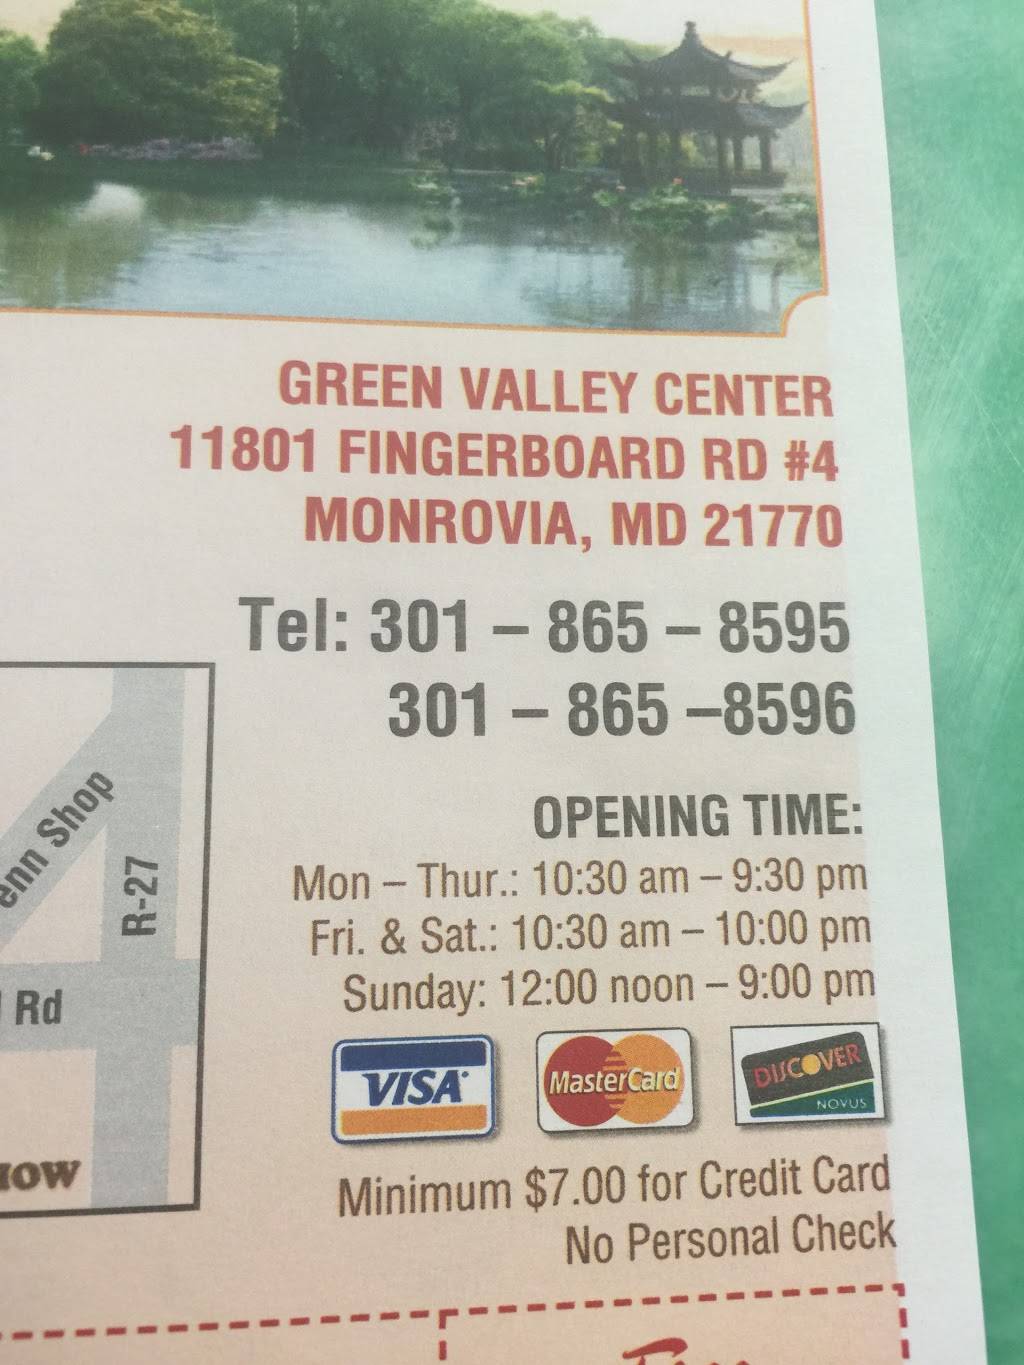 GREEN VALLEY CENTER
11801 FINGERBOARD RD #4
MONROVIA, MD 21770
Tel: 301 – 865 – 8595
301 – 865 –8596
OPENING TIME:
Mon – Thur.: 10:30 am – 9:30 pm
Fri. & Sat.: 10:30 am – 10:00 pm
Sunday: 12:00 noon – 9:00 pm
VISA
MasterCard
DISCOVER
NOVUS
Minimum $7.00 for Credit Card
No Personal Check
Shop
R-27
Rd